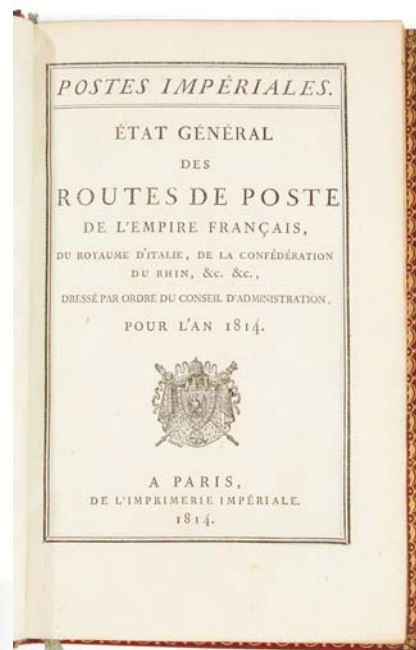 POSTES IMPÉRIALES.
ÉTAT GÉNÉRAL
DES
ROUTES DE POSTE
DE L'EMPIRE FRANÇAIS,
DU ROYAUME D'ITALIE, DE LA CONFÉDÉRATION
DU RHIN, &c. &c.,
DRESSÉ PAR ORDRE DU CONSEIL D'ADMINISTRATION,
POUR L'AN 1814.
A PARIS,
DE L'IMPRIMERIE IMPÉRIALE.
1814.